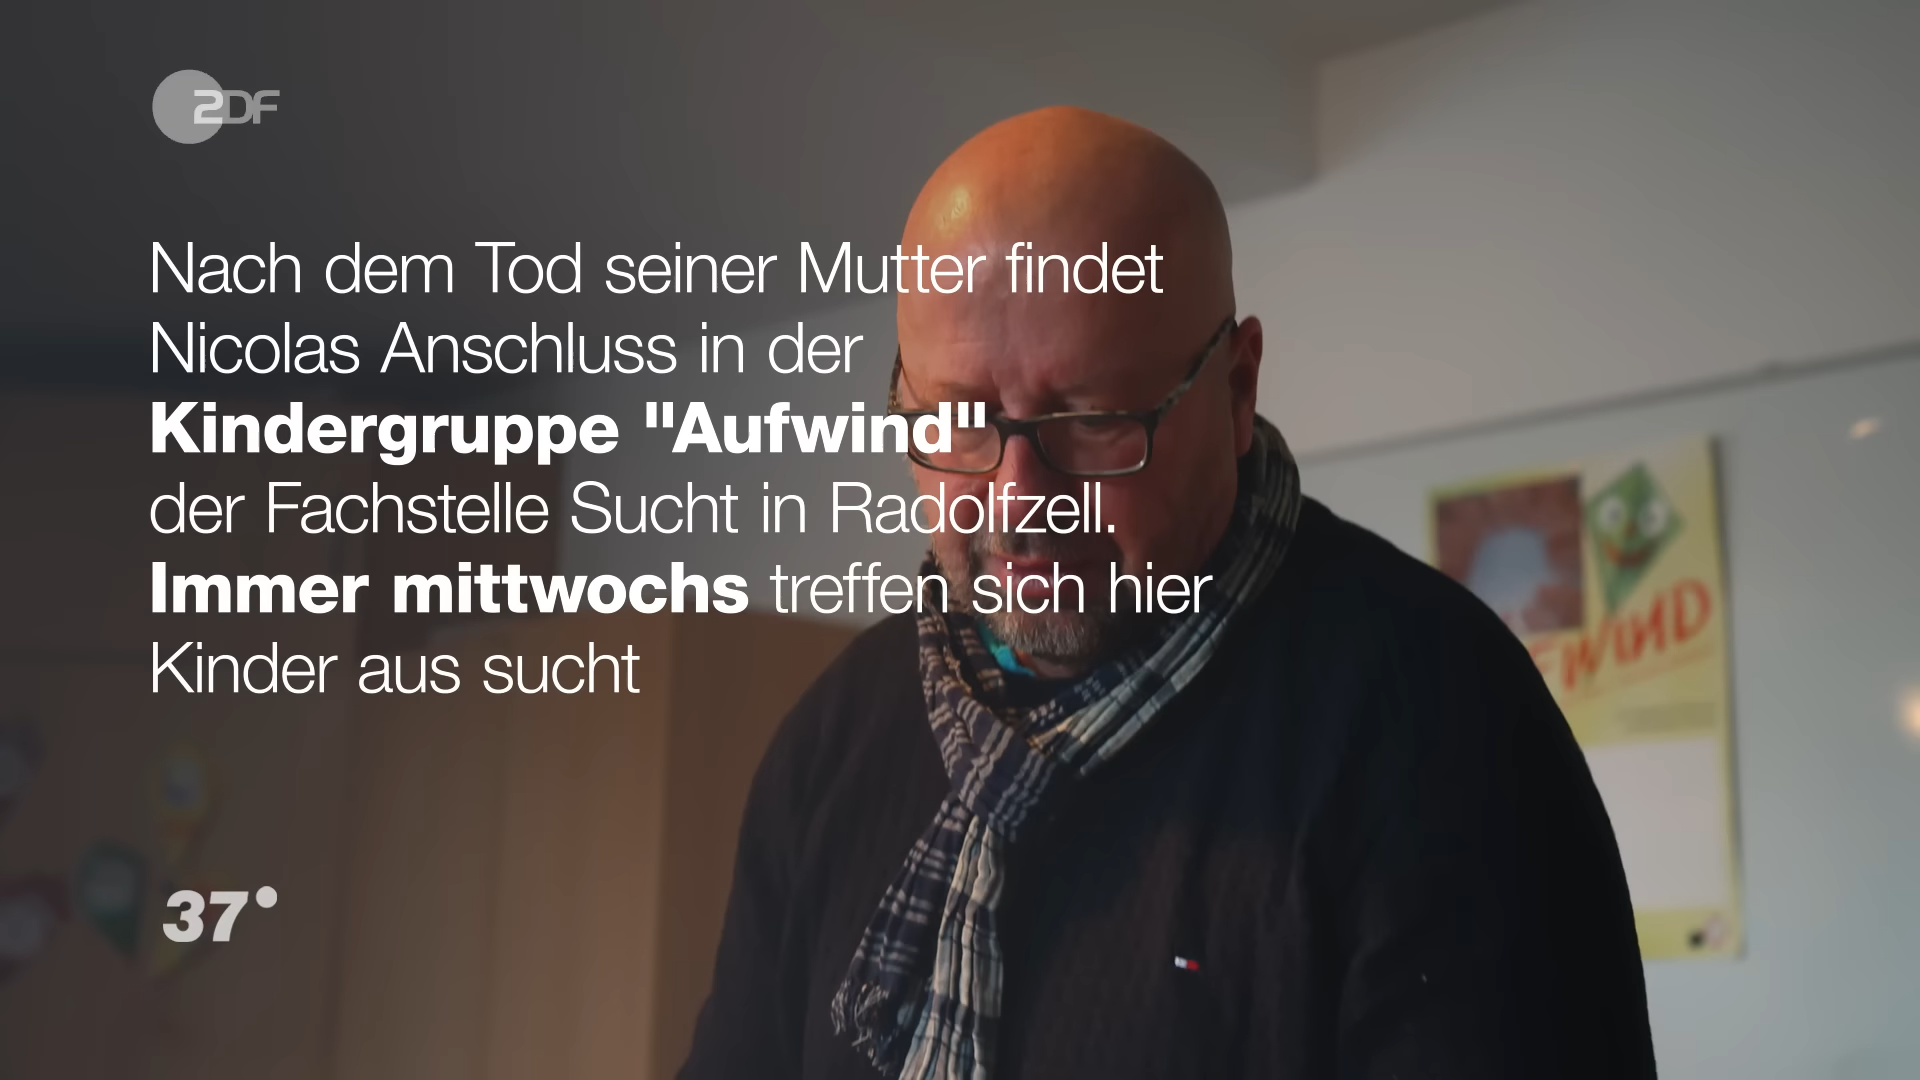 ZDF
Nach dem Tod seiner Mutter findet
Nicolas Anschluss in der
Kindergruppe "Aufwind"
der Fachstelle Sucht in Radolfzell.
Immer mittwochs treffen sich hier
Kinder aus sucht
FWIND
37°